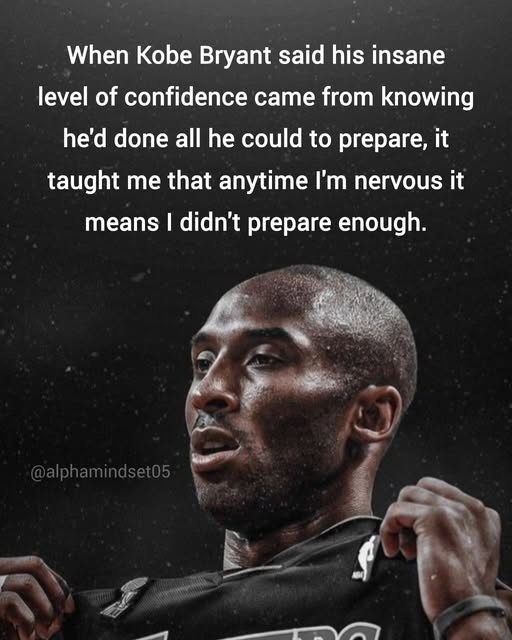 When Kobe Bryant said his insane
level of confidence came from knowing
he'd done all he could to prepare, it
taught me that anytime I'm nervous it
means I didn't prepare enough.
@alphamindset05
NBA